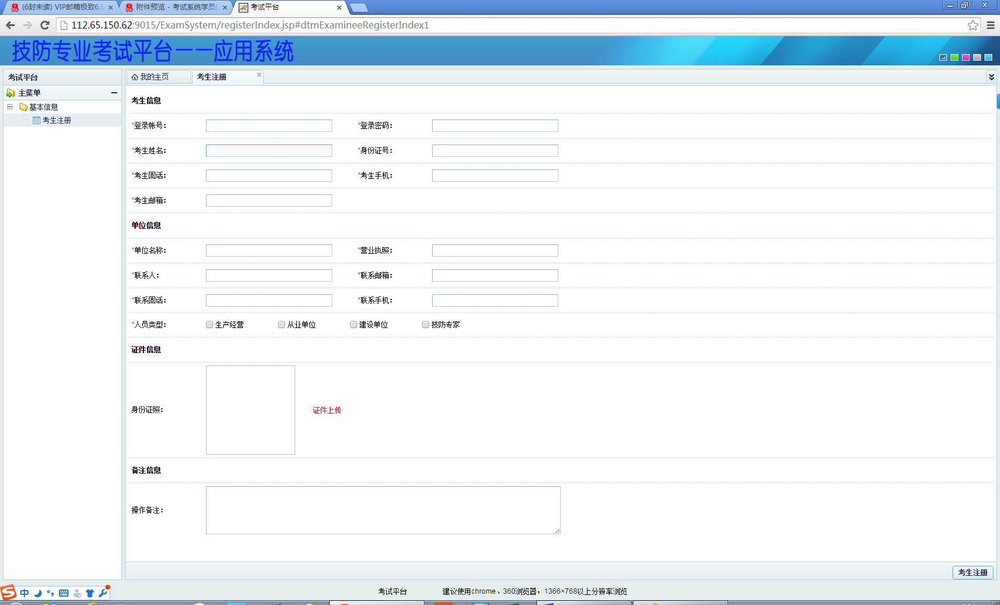 (6封未读) VIP邮箱极致6.0
附件预览 - 考试系统学员
考试平台
112.65.150.62:9015/ExamSystem/registerIndex.jsp#dtmExamineeRegisterIndex1
技防专业考试平台——应用系统
考试平台
主菜单
基本信息
考生注册
我的主页 考生注册
考生信息
*登录帐号： *登录密码：
*考生姓名： *身份证号：
*考生固话： *考生手机：
*考生邮箱：
单位信息
*单位名称： *营业执照：
*联系人： *联系邮箱：
*联系固话： *联系手机：
*人员类型： 生产经营 从业单位 建设单位 技防专家
证件信息
身份证照： 证件上传
备注信息
操作备注：
考生注册
中
考试平台 建议使用chrome、360浏览器，1366×768以上分辨率浏览